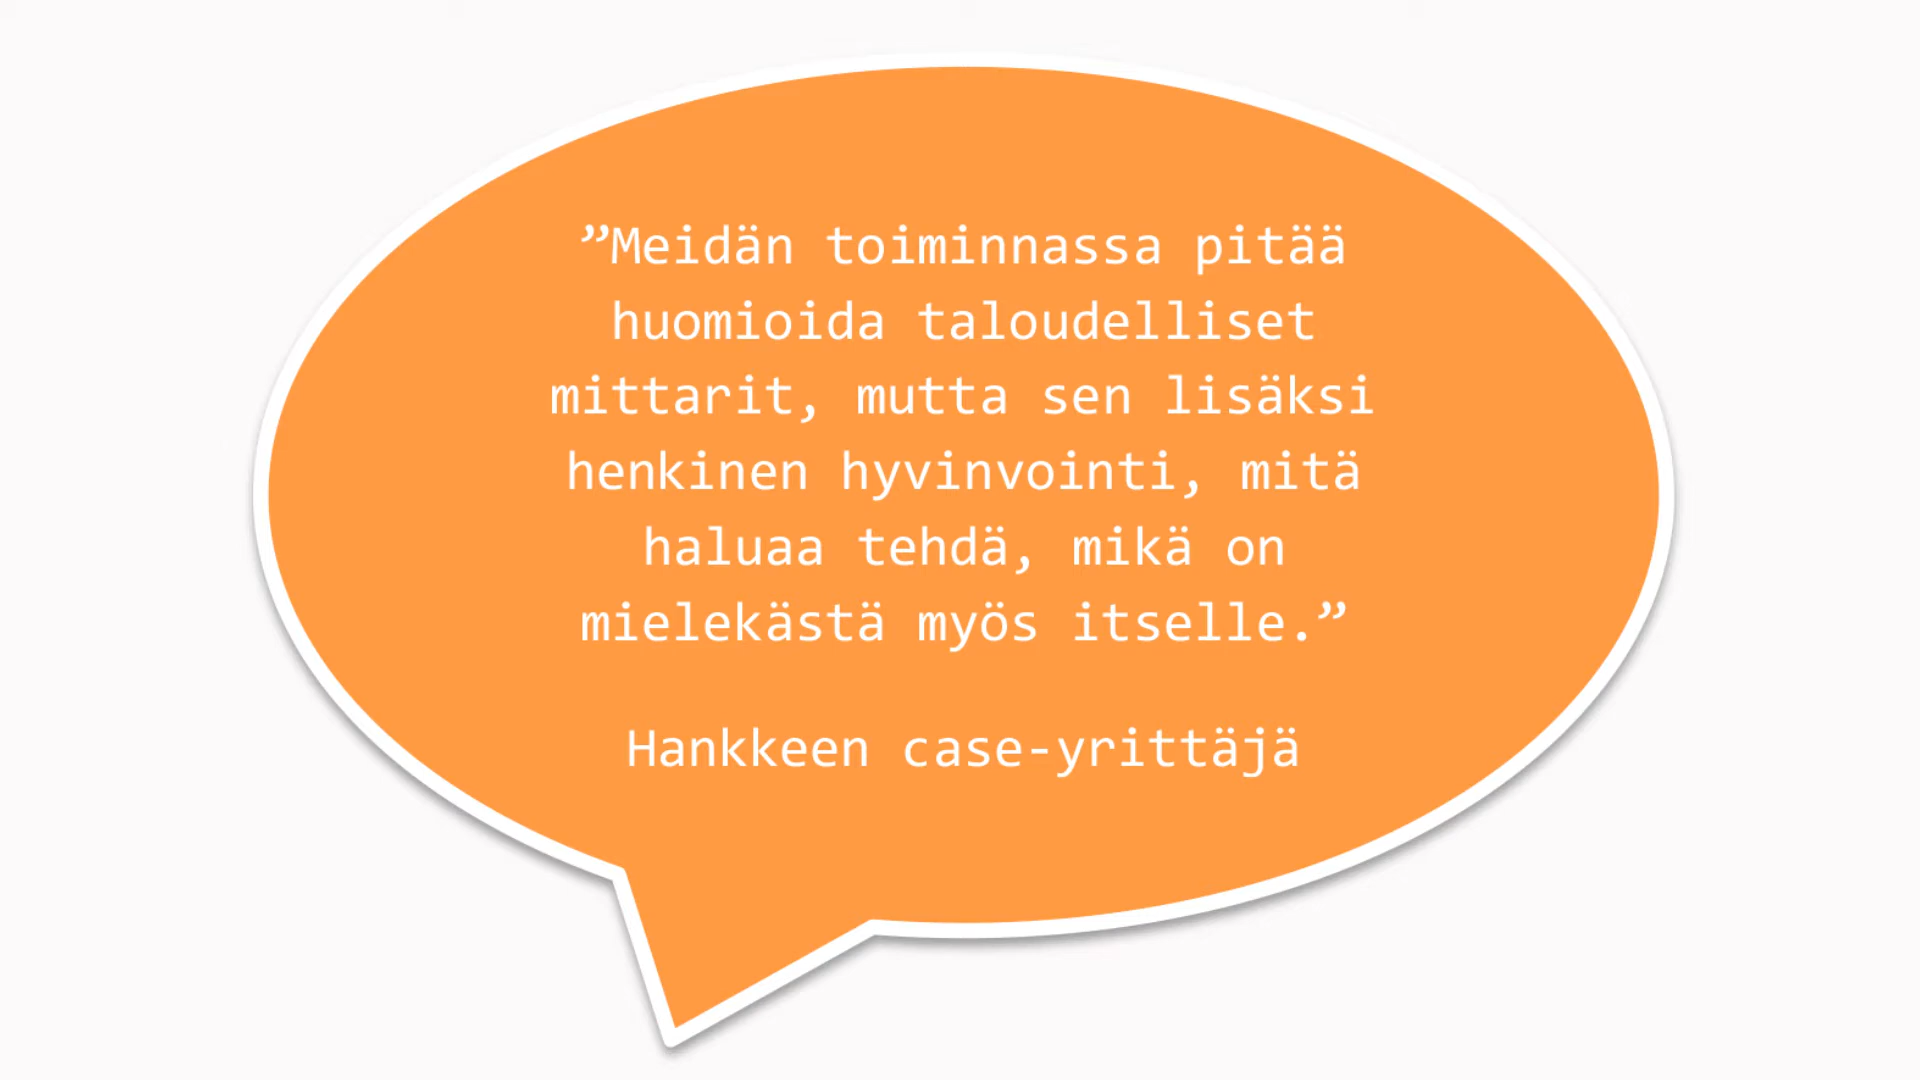 ”Meidän toiminnassa pitää
huomioida taloudelliset
mittarit, mutta sen lisäksi
henkinen hyvinvointi, mitä
haluaa tehdä, mikä on
mielekästä myös itselle.”
Hankkeen case-yrittäjä